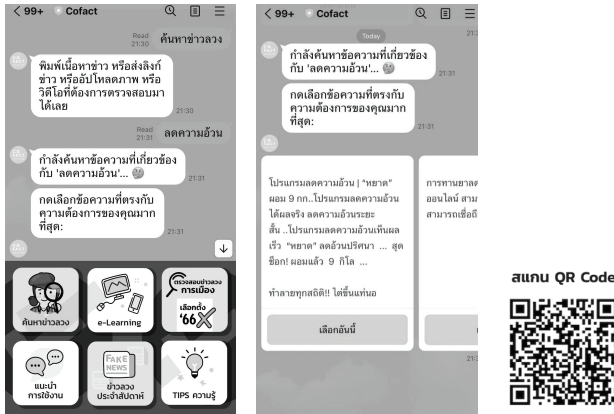 < 99+ Cofact
Read
21:30
ค้นหาข่าวลวง
พิมพ์เนื้อหาข่าว หรือส่งลิงก์
ข่าว หรืออัปโหลดภาพ หรือ
วิดีโอที่ต้องการตรวจสอบมา
ได้เลย
21:30
Read
21:31
ลดความอ้วน
กำลังค้นหาข้อความที่เกี่ยวข้อง
กับ 'ลดความอ้วน'... 🤔
21:31
กดเลือกข้อความที่ตรงกับ
ความต้องการของคุณมาก
ที่สุด:
21:31
ค้นหาข่าวลวง
e-Learning
ตรวจสอบข่าวลวง
การเมือง
เลือกตั้ง
'66
แนะนำ
การใช้งาน
FAKE
NEWS
ข่าวลวง
ประจำสัปดาห์
TIPS ความรู้
< 99+ Cofact
Today
กำลังค้นหาข้อความที่เกี่ยวข้อง
กับ 'ลดความอ้วน'... 🤔
21:31
กดเลือกข้อความที่ตรงกับ
ความต้องการของคุณมาก
ที่สุด:
21:31
โปรแกรมลดความอ้วน | "หยาด"
ผอม 9 กก..โปรแกรมลดความอ้วน
ได้ผลจริง ลดความอ้วนระยะ
สั้น ..โปรแกรมลดความอ้วนเห็นผล
เร็ว "หยาด" ลดอ้วนปริศนา ... สุด
ช็อก! ผอมแล้ว 9 กิโล ...
ทำลายทุกสถิติ!! ได้ขึ้นแท่นอ
เลือกอันนี้
การทานยาลด
ออนไลน์ สาม
สามารถเชื่อถื
สแกน QR Code